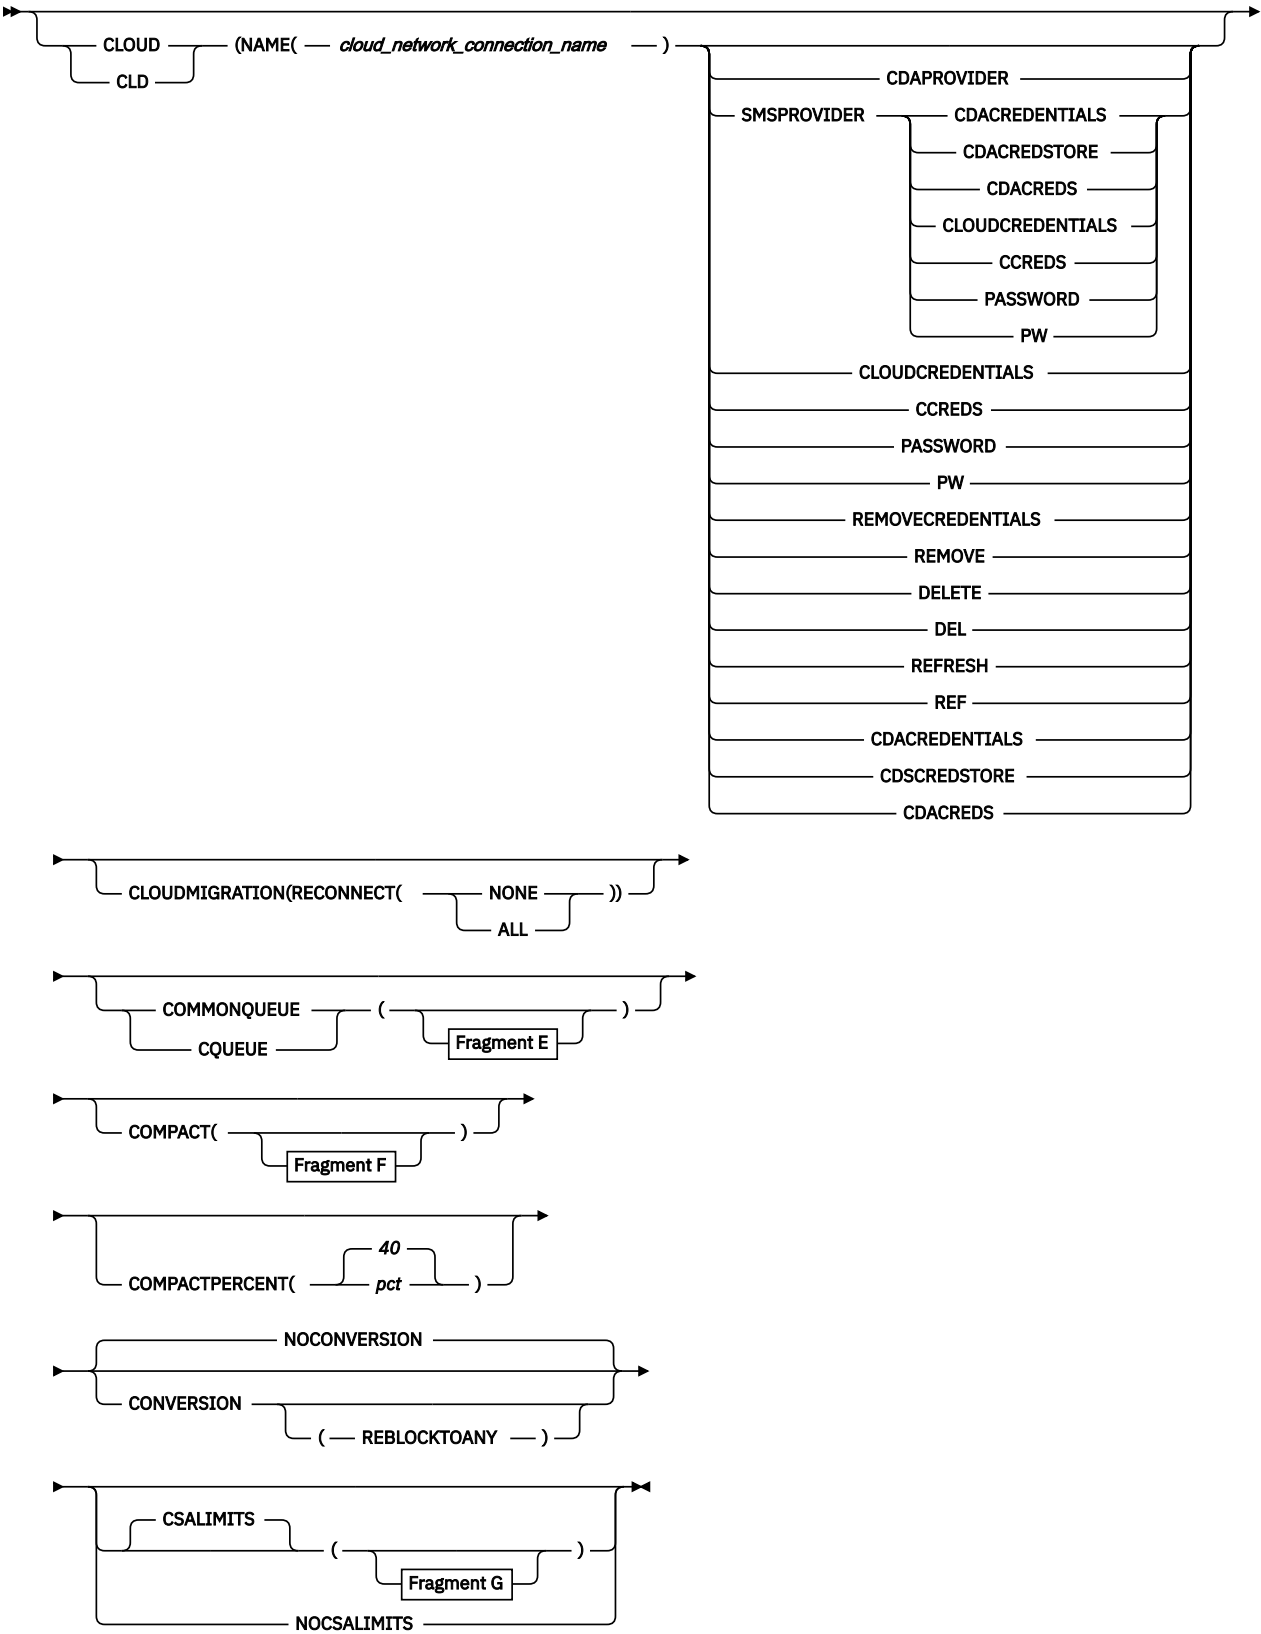 CLOUD (NAME( cloud_network_connection_name )
CLD
CDAPROVIDER
SMSPROVIDER CDACREDENTIALS
CDACREDSTORE
CDACREDS
CLOUDCREDENTIALS
CCREDS
PASSWORD
PW
CLOUDCREDENTIALS
CCREDS
PASSWORD
PW
REMOVECREDENTIALS
REMOVE
DELETE
DEL
REFRESH
REF
CDACREDENTIALS
CDSCREDSTORE
CDACREDS
CLOUDMIGRATION(RECONNECT( NONE ))
ALL
COMMONQUEUE ( )
CQUEUE Fragment E
COMPACT( )
Fragment F
40
COMPACTPERCENT( pct )
NOCONVERSION
CONVERSION
( REBLOCKTOANY )
CSALIMITS
( )
Fragment G
NOCSALIMITS